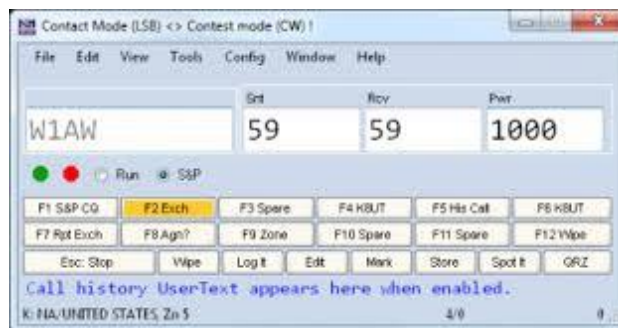 Contact Mode (LSB) <> Contest mode (CW) !
File Edit View Tools Config Window Help
Snt Rcv Pwr
W1AW 59 59 1000
Run S&P
F1 S&P CQ F2 Exch F3 Spare F4 K8UT F5 His Call F6 K8UT
F7 Rpt Exch F8 Agn? F9 Zone F10 Spare F11 Spare F12 Wipe
Esc: Stop Wipe Log It Edit Mark Store Spot It QRZ
Call history UserText appears here when enabled.
K: NA/UNITED STATES, Zn 5 4/0 0